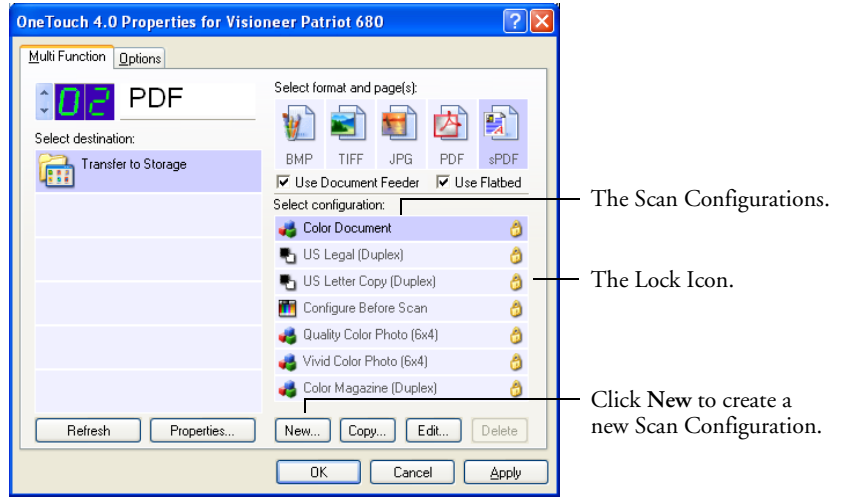 OneTouch 4.0 Properties for Visioneer Patriot 680
Multi Function
Options
02
PDF
Select destination:
Transfer to Storage
Select format and page(s):
BMP TIFF JPG PDF sPDF
Use Document Feeder Use Flatbed
Select configuration:
Color Document
US Legal (Duplex)
US Letter Copy (Duplex)
Configure Before Scan
Quality Color Photo (6x4)
Vivid Color Photo (6x4)
Color Magazine (Duplex)
Refresh Properties... New... Copy... Edit... Delete
OK Cancel Apply
The Scan Configurations.
The Lock Icon.
Click New to create a
new Scan Configuration.